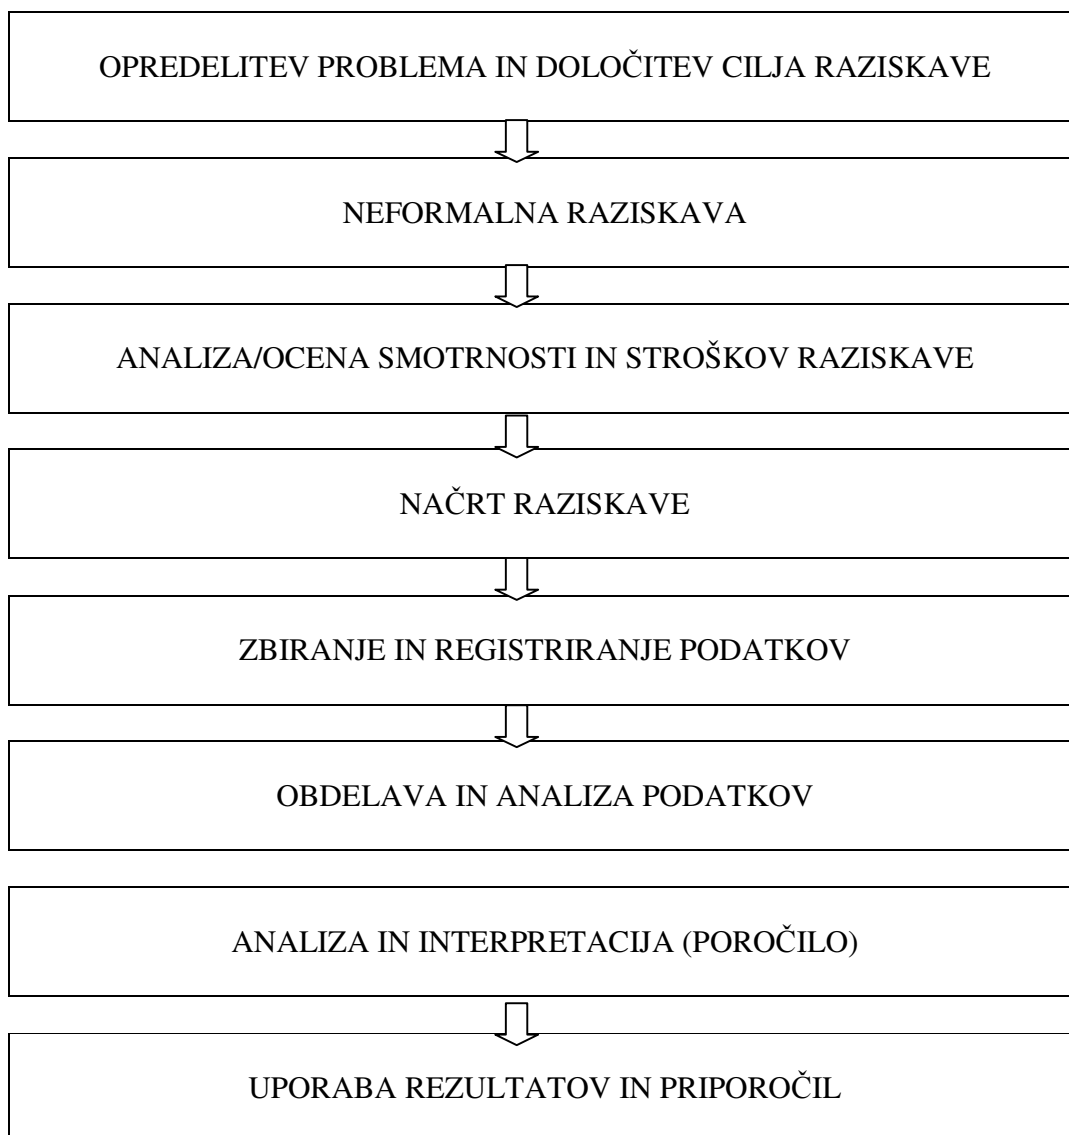 OPREDELITEV PROBLEMA IN DOLOČITEV CILJA RAZISKAVE
NEFORMALNA RAZISKAVA
ANALIZA/OCENA SMOTRNOSTI IN STROŠKOV RAZISKAVE
NAČRT RAZISKAVE
ZBIRANJE IN REGISTRIRANJE PODATKOV
OBDELAVA IN ANALIZA PODATKOV
ANALIZA IN INTERPRETACIJA (POROČILO)
UPORABA REZULTATOV IN PRIPOROČIL